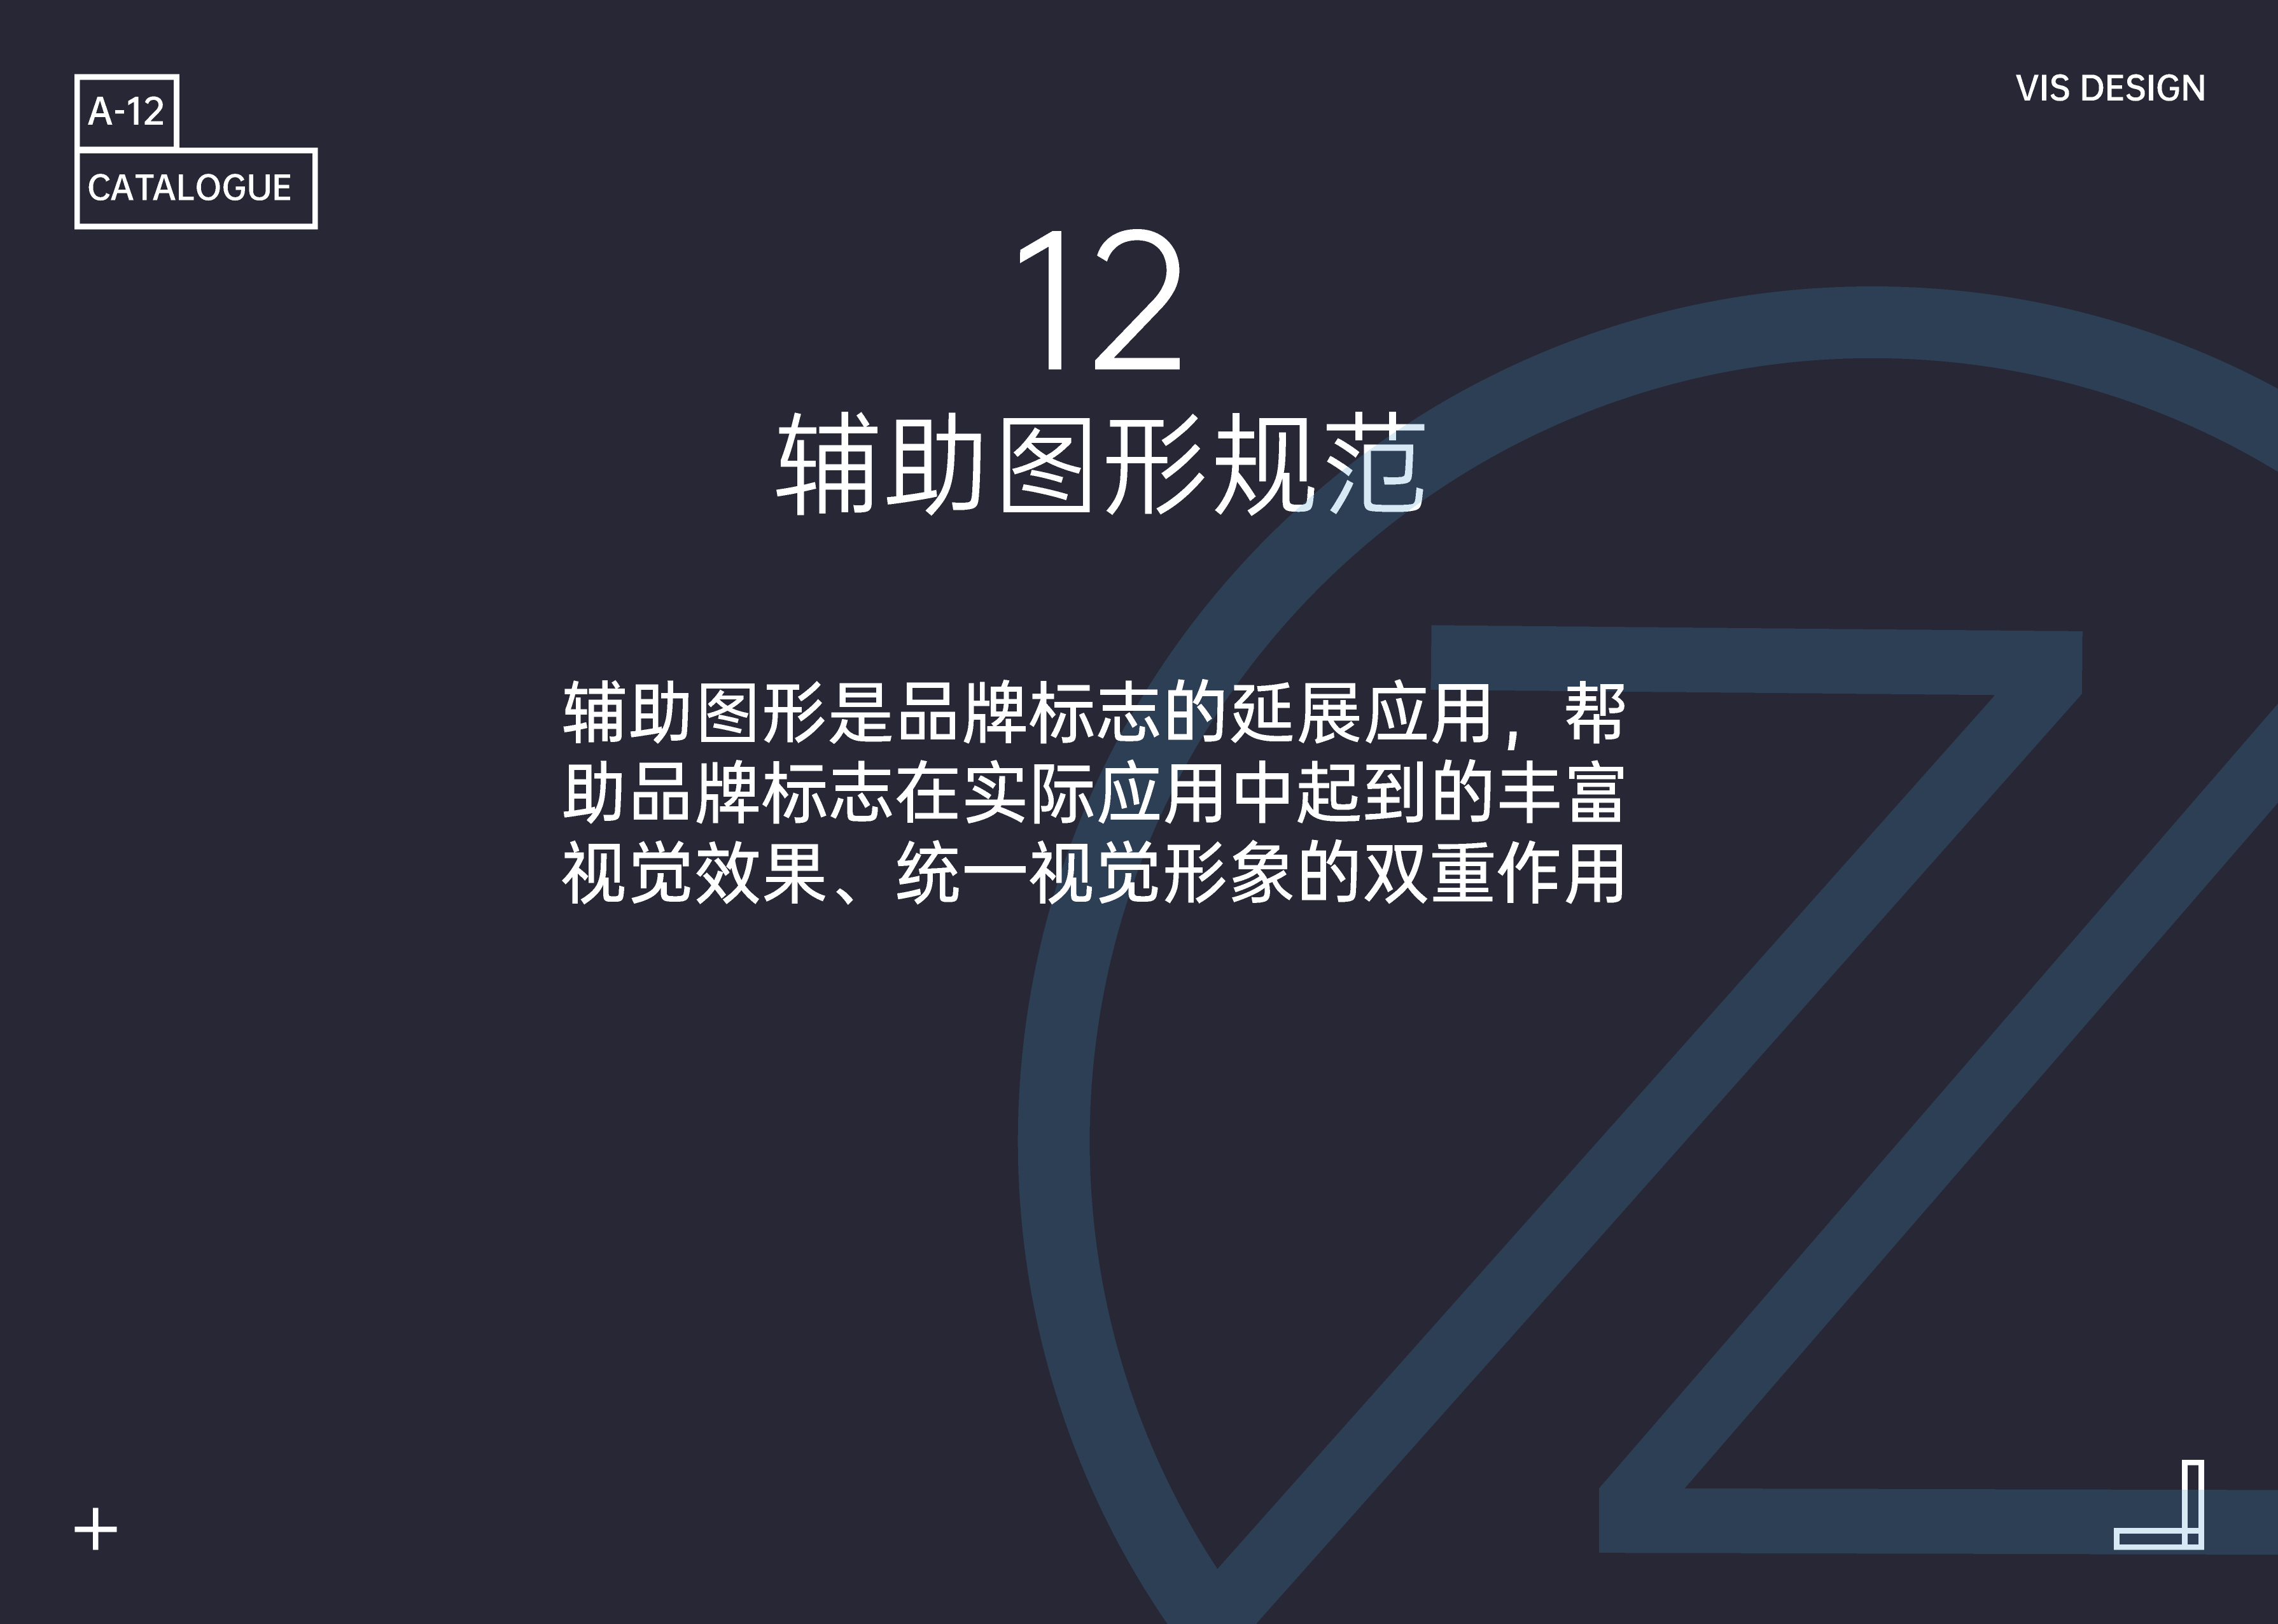 A-12
CATALOGUE
VIS DESIGN
12
辅助图形规范
辅助图形是品牌标志的延展应用，帮
助品牌标志在实际应用中起到的丰富
视觉效果、统一视觉形象的双重作用